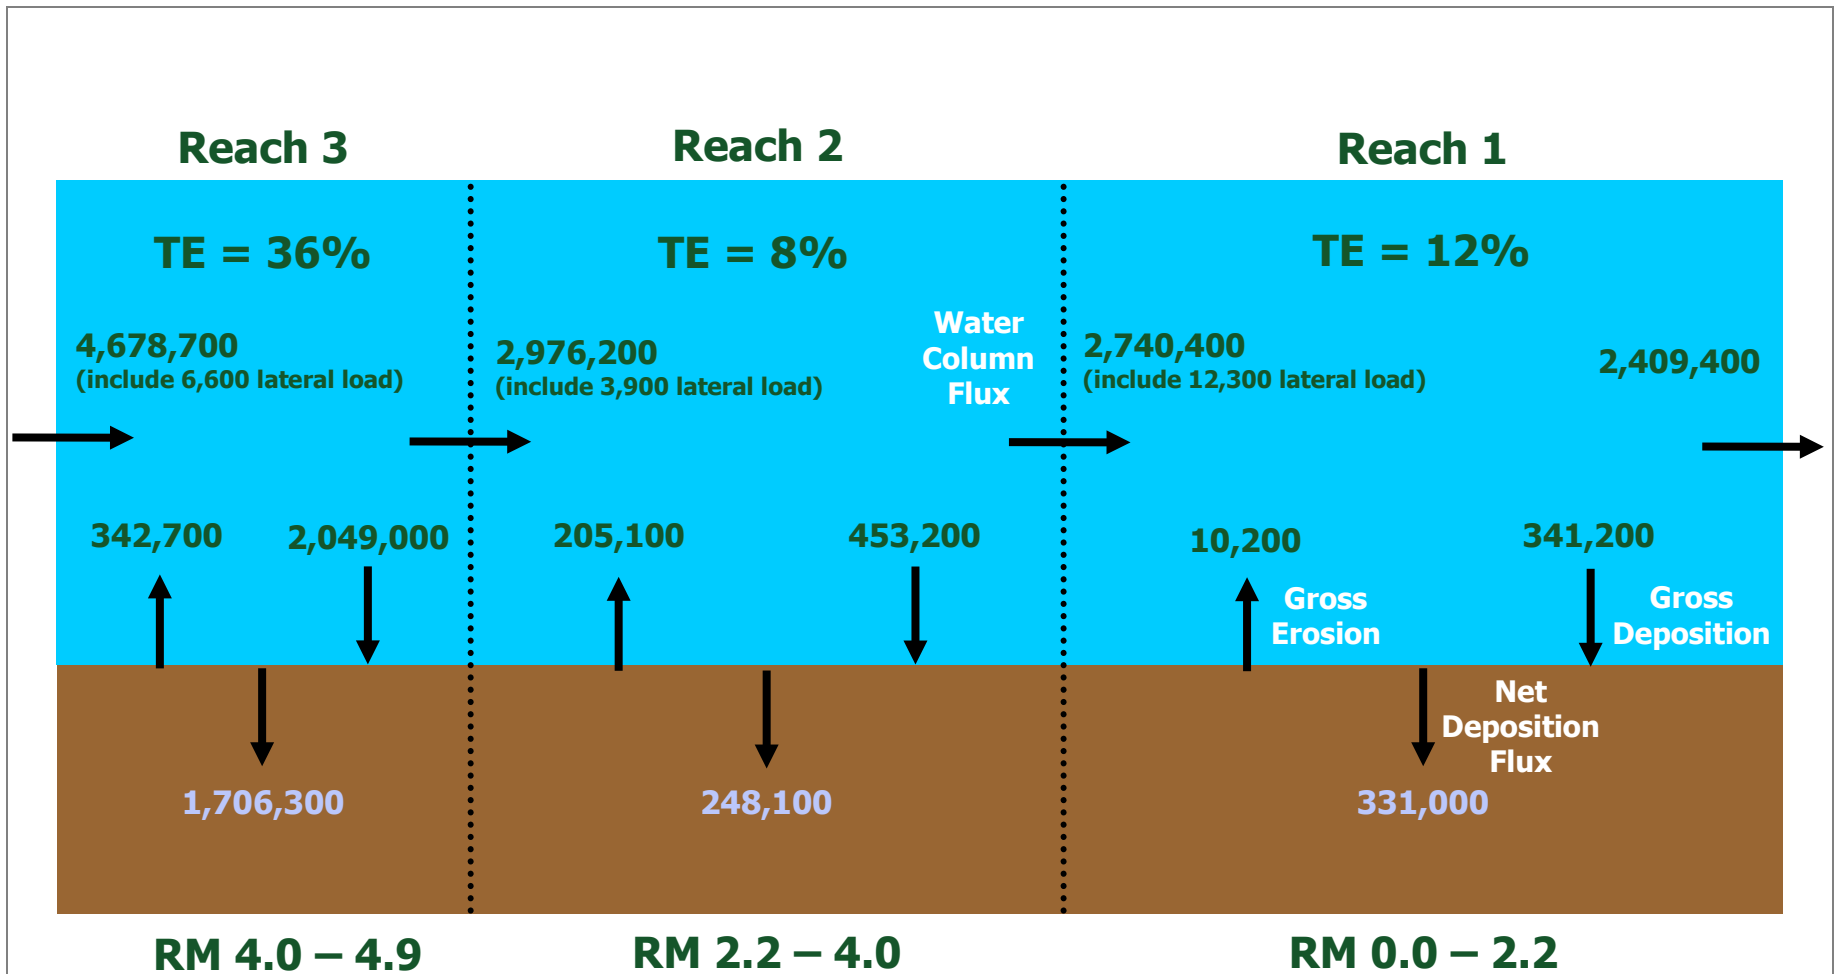 Reach 3
Reach 2
Reach 1
TE = 36%
TE = 8%
TE = 12%
4,678,700
(include 6,600 lateral load)
2,976,200
(include 3,900 lateral load)
Water
Column
Flux
2,740,400
(include 12,300 lateral load)
2,409,400
342,700
2,049,000
205,100
453,200
10,200
341,200
Gross
Erosion
Gross
Deposition
Net
Deposition
Flux
1,706,300
248,100
331,000
RM 4.0 – 4.9
RM 2.2 – 4.0
RM 0.0 – 2.2